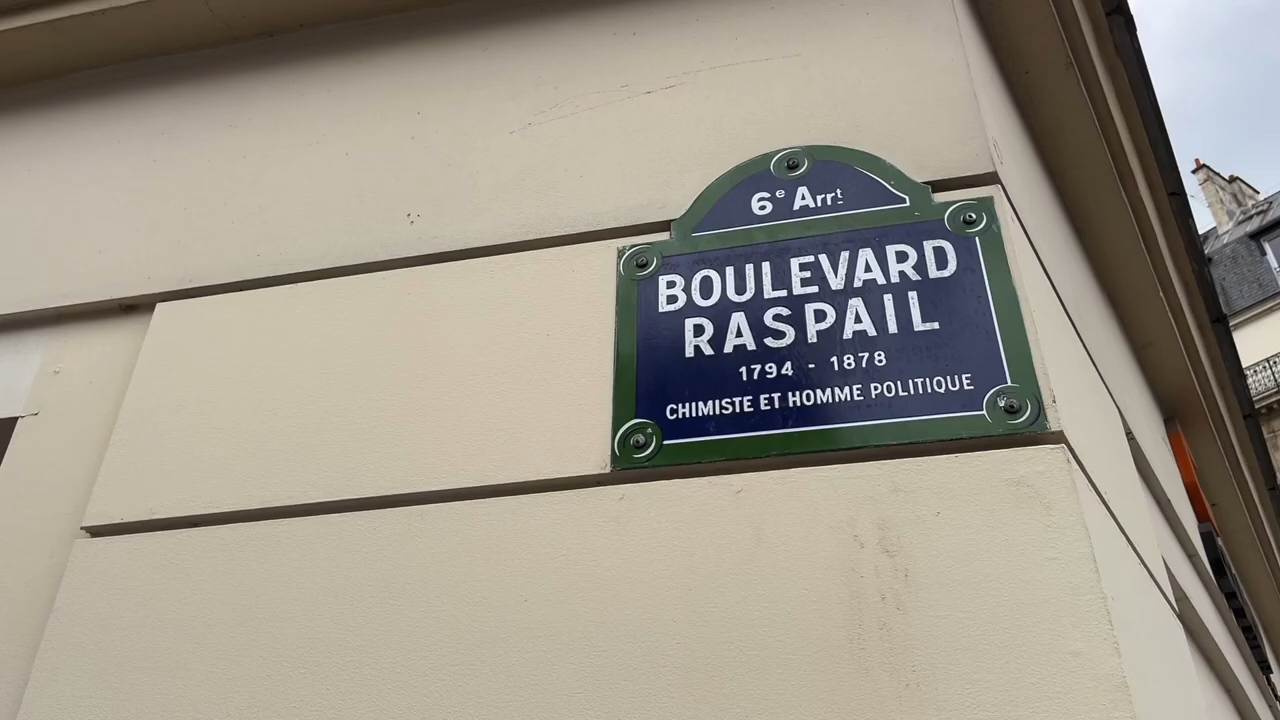 6e Arrt
BOULEVARD
RASPAIL
1794 - 1878
CHIMISTE ET HOMME POLITIQUE